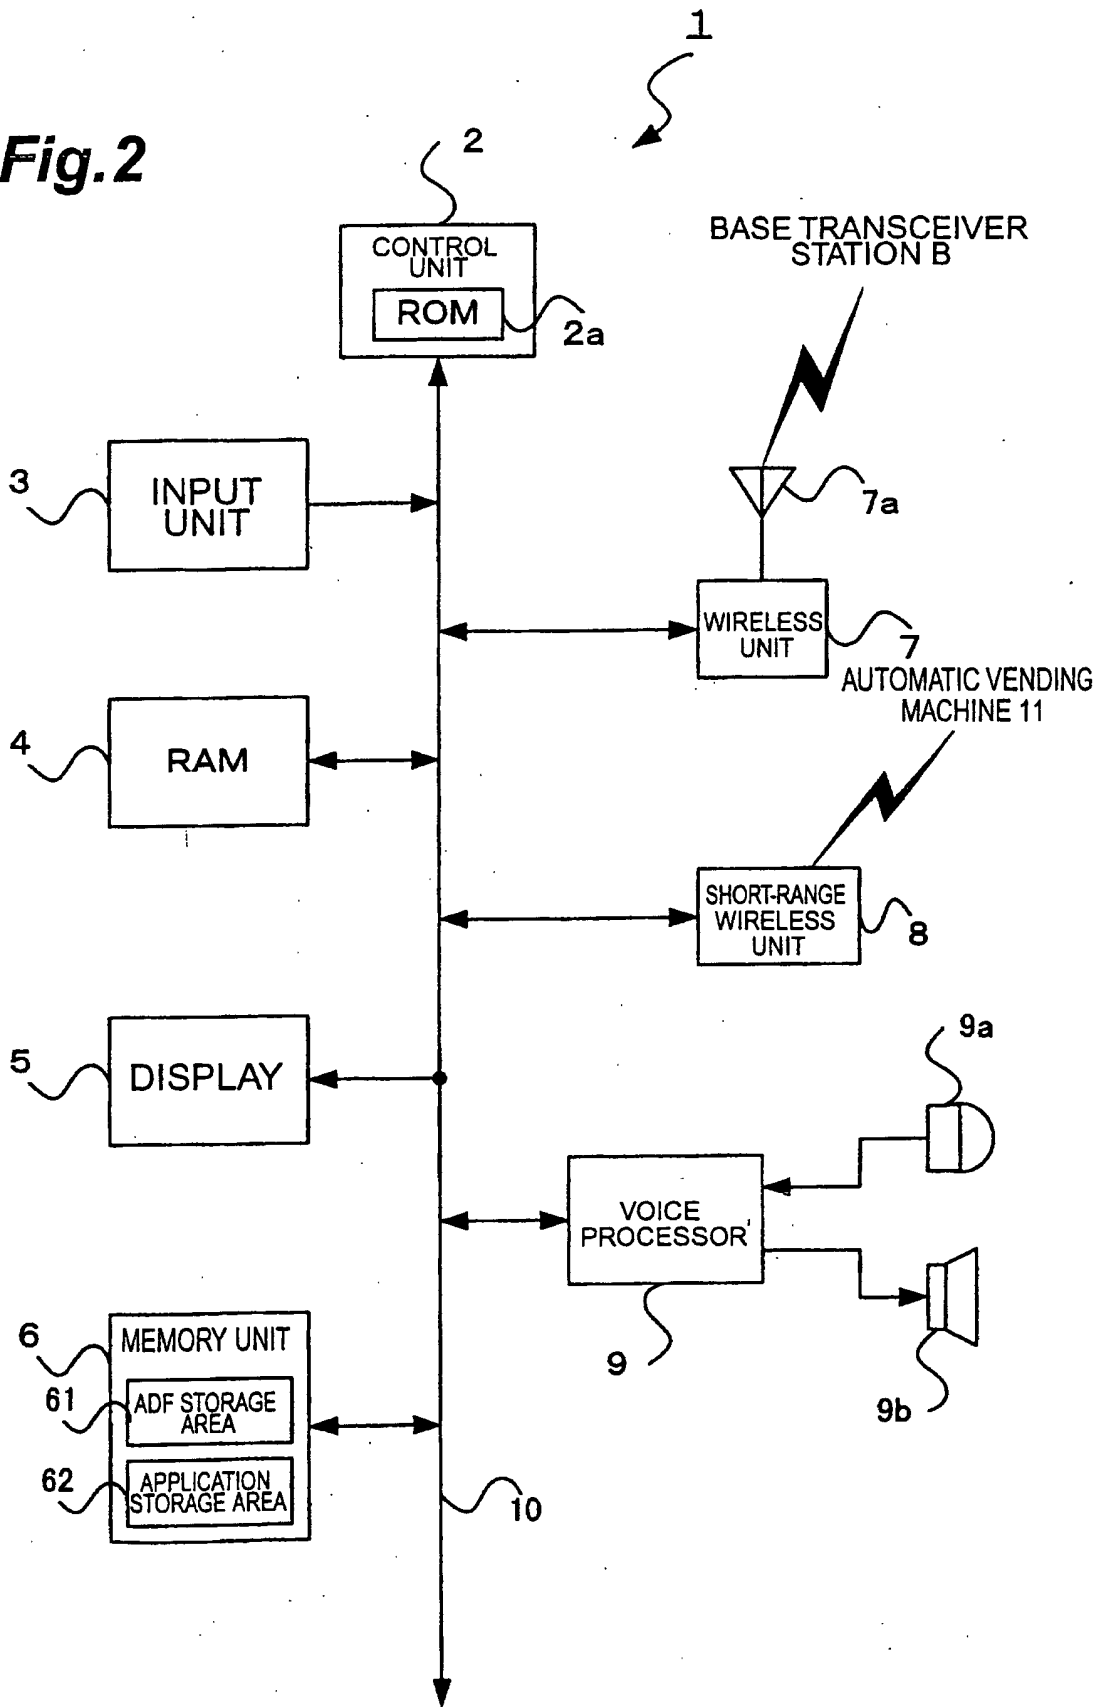 1
Fig.2
2
BASE TRANSCEIVER
STATION B
CONTROL
UNIT
ROM
2a
3
INPUT
UNIT
7a
WIRELESS
UNIT
7
AUTOMATIC VENDING
MACHINE 11
4
RAM
SHORT-RANGE
WIRELESS
UNIT
8
9a
5
DISPLAY
VOICE
PROCESSOR
9
9b
6
MEMORY UNIT
61
ADF STORAGE
AREA
62
APPLICATION
STORAGE AREA
10